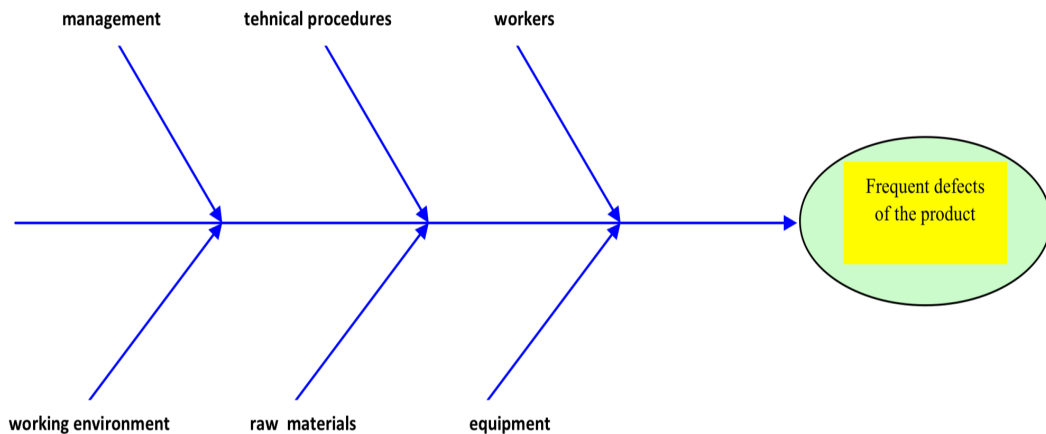 management
tehnical procedures
workers
Frequent defects
of the product
working environment
raw materials
equipment